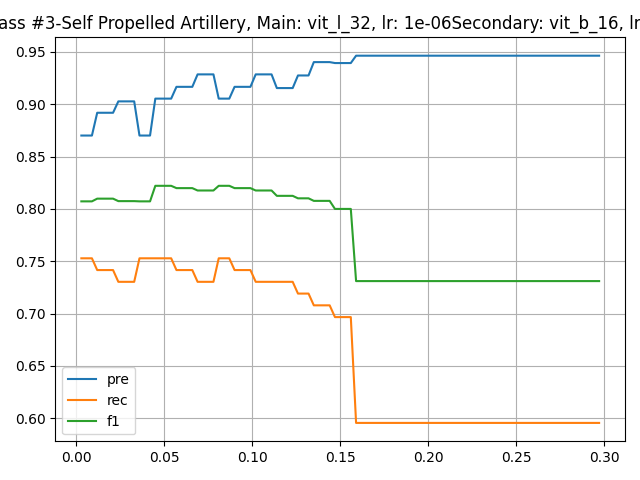 ass #3-Self Propelled Artillery, Main: vit_l_32, lr: 1e-06Secondary: vit_b_16, lr
0.95
0.90
0.85
0.80
0.75
0.70
0.65
0.60
pre
rec
f1
0.00 0.05 0.10 0.15 0.20 0.25 0.30